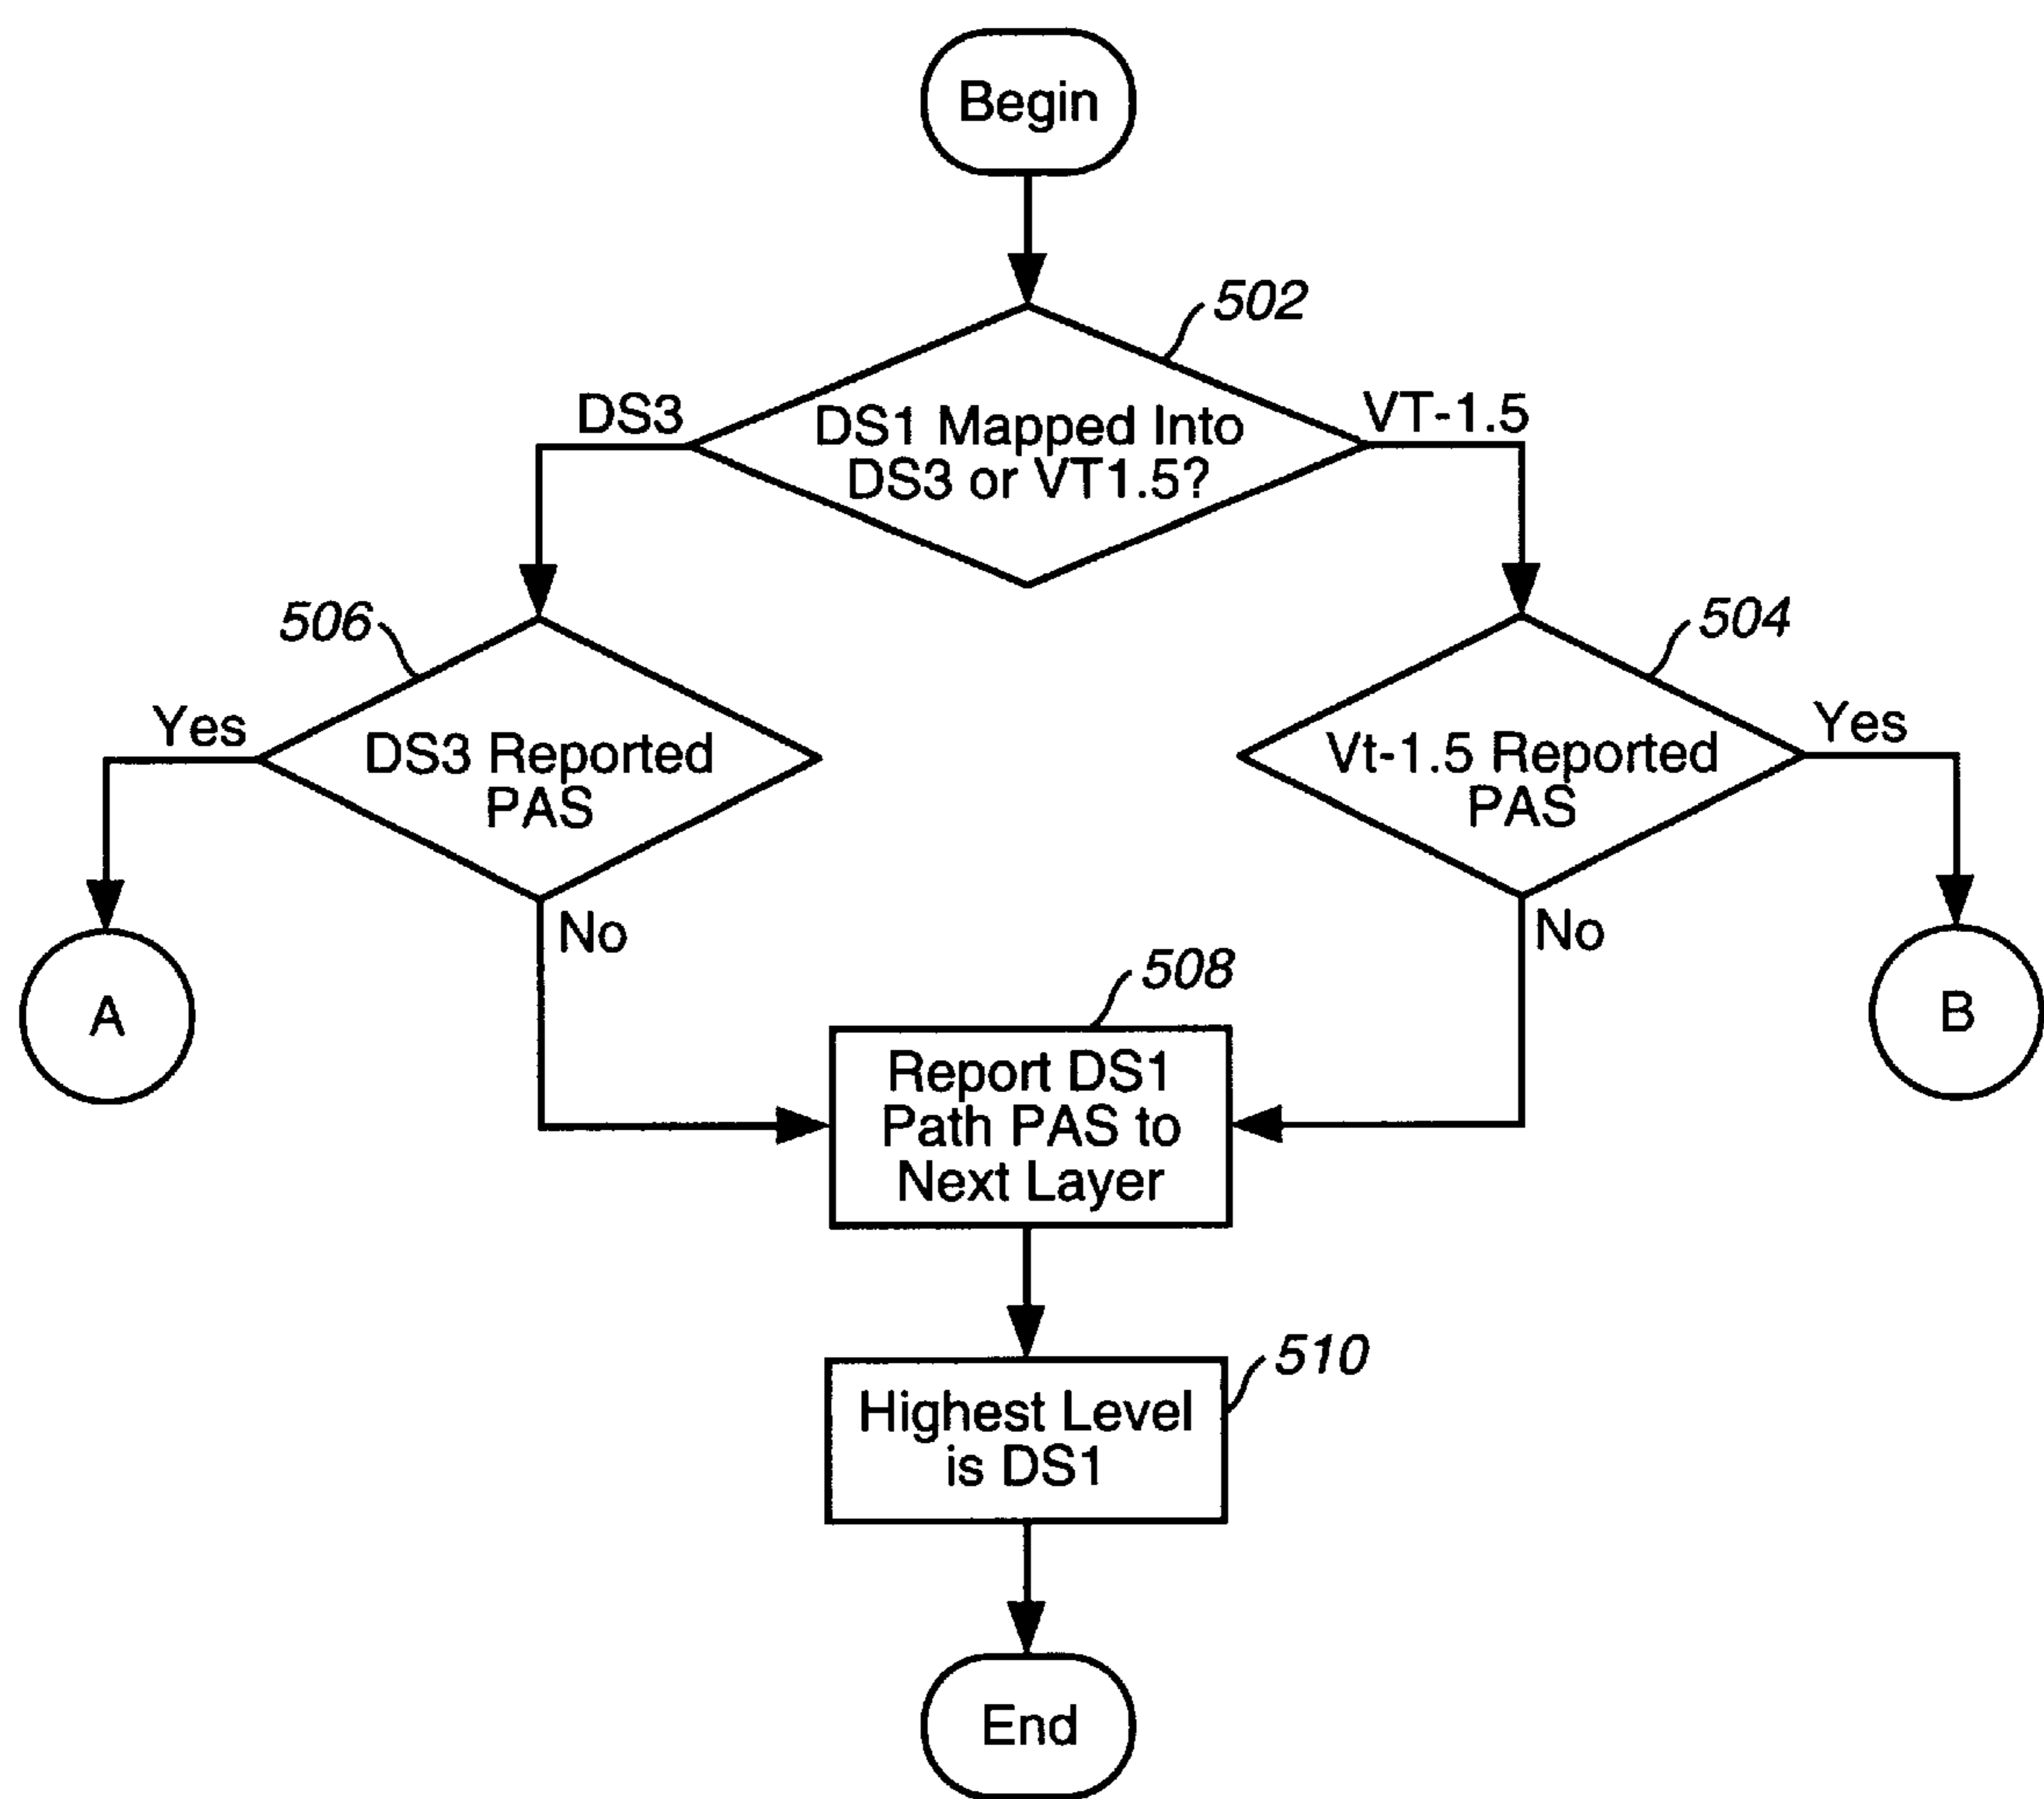 Begin
502
DS3
DS1 Mapped Into
DS3 or VT1.5?
VT-1.5
506
504
Yes
DS3 Reported
PAS
Vt-1.5 Reported
PAS
Yes
No
No
508
A
B
Report DS1
Path PAS to
Next Layer
510
Highest Level
is DS1
End